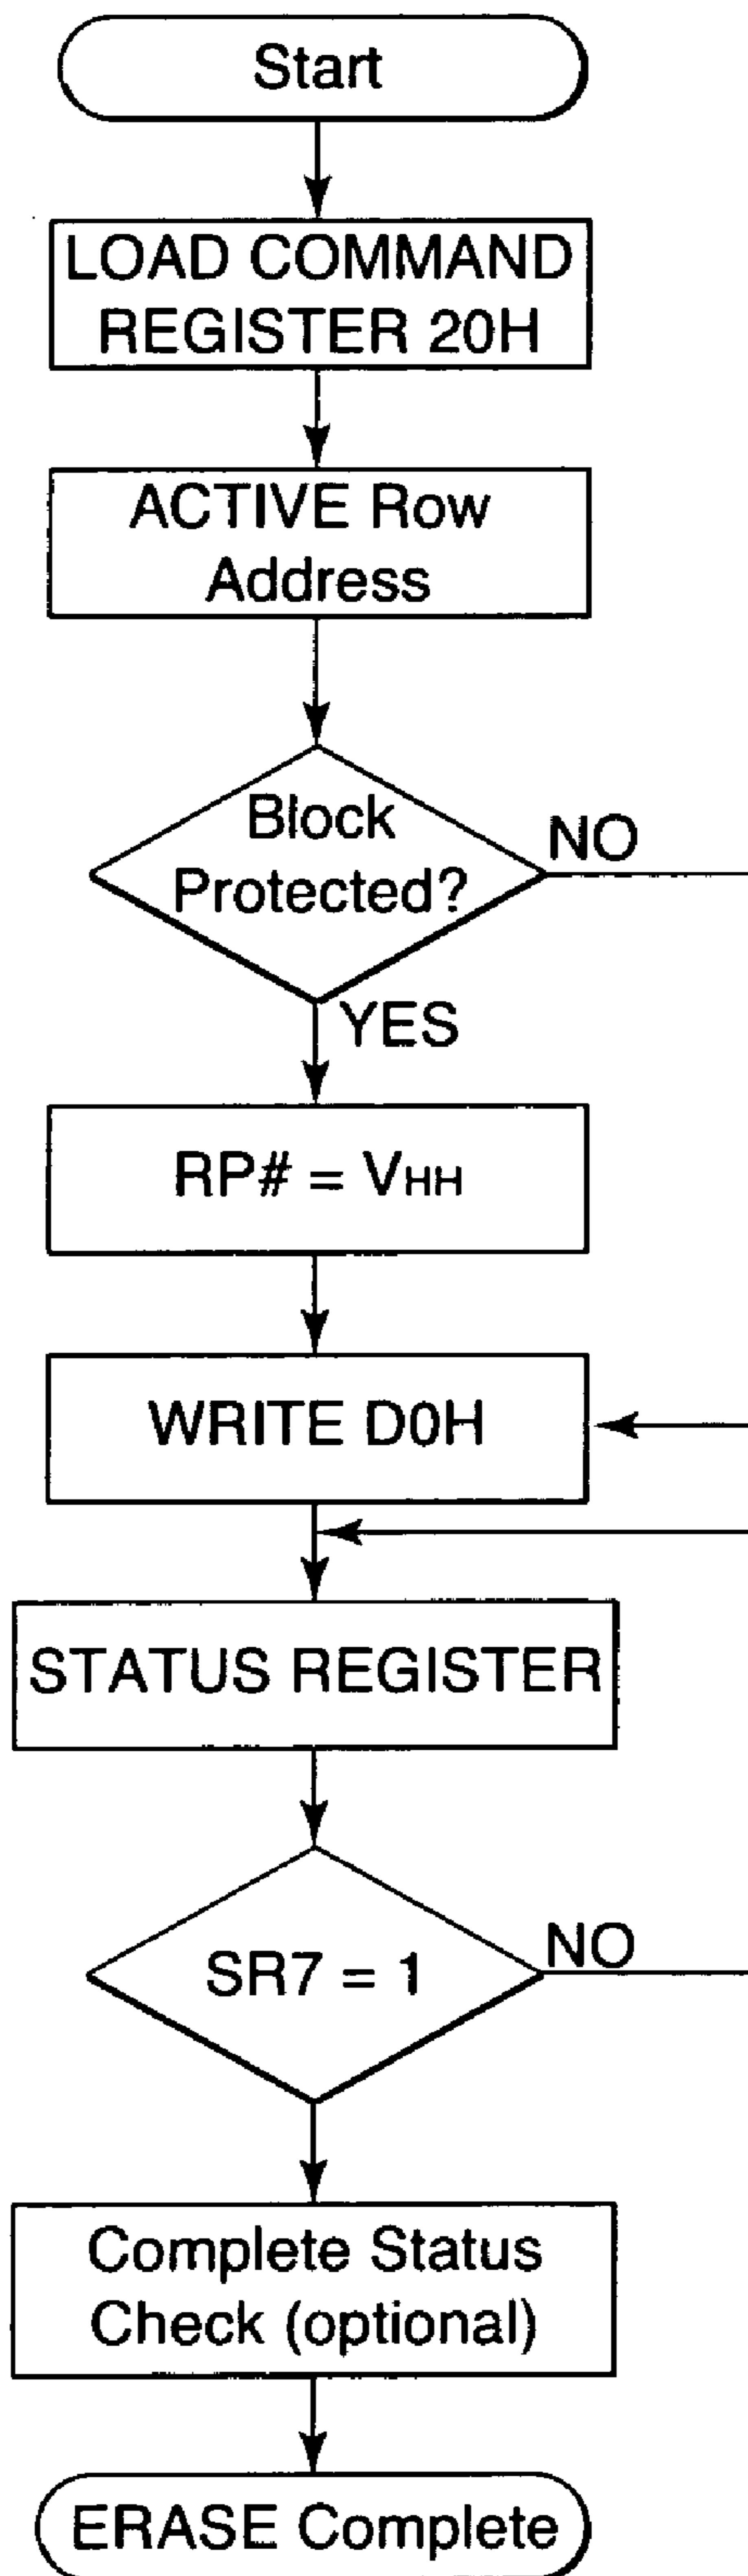 Start
LOAD COMMAND
REGISTER 20H
ACTIVE Row
Address
Block
Protected?
NO
YES
RP# = VHH
WRITE D0H
STATUS REGISTER
SR7 = 1
NO
Complete Status
Check (optional)
ERASE Complete